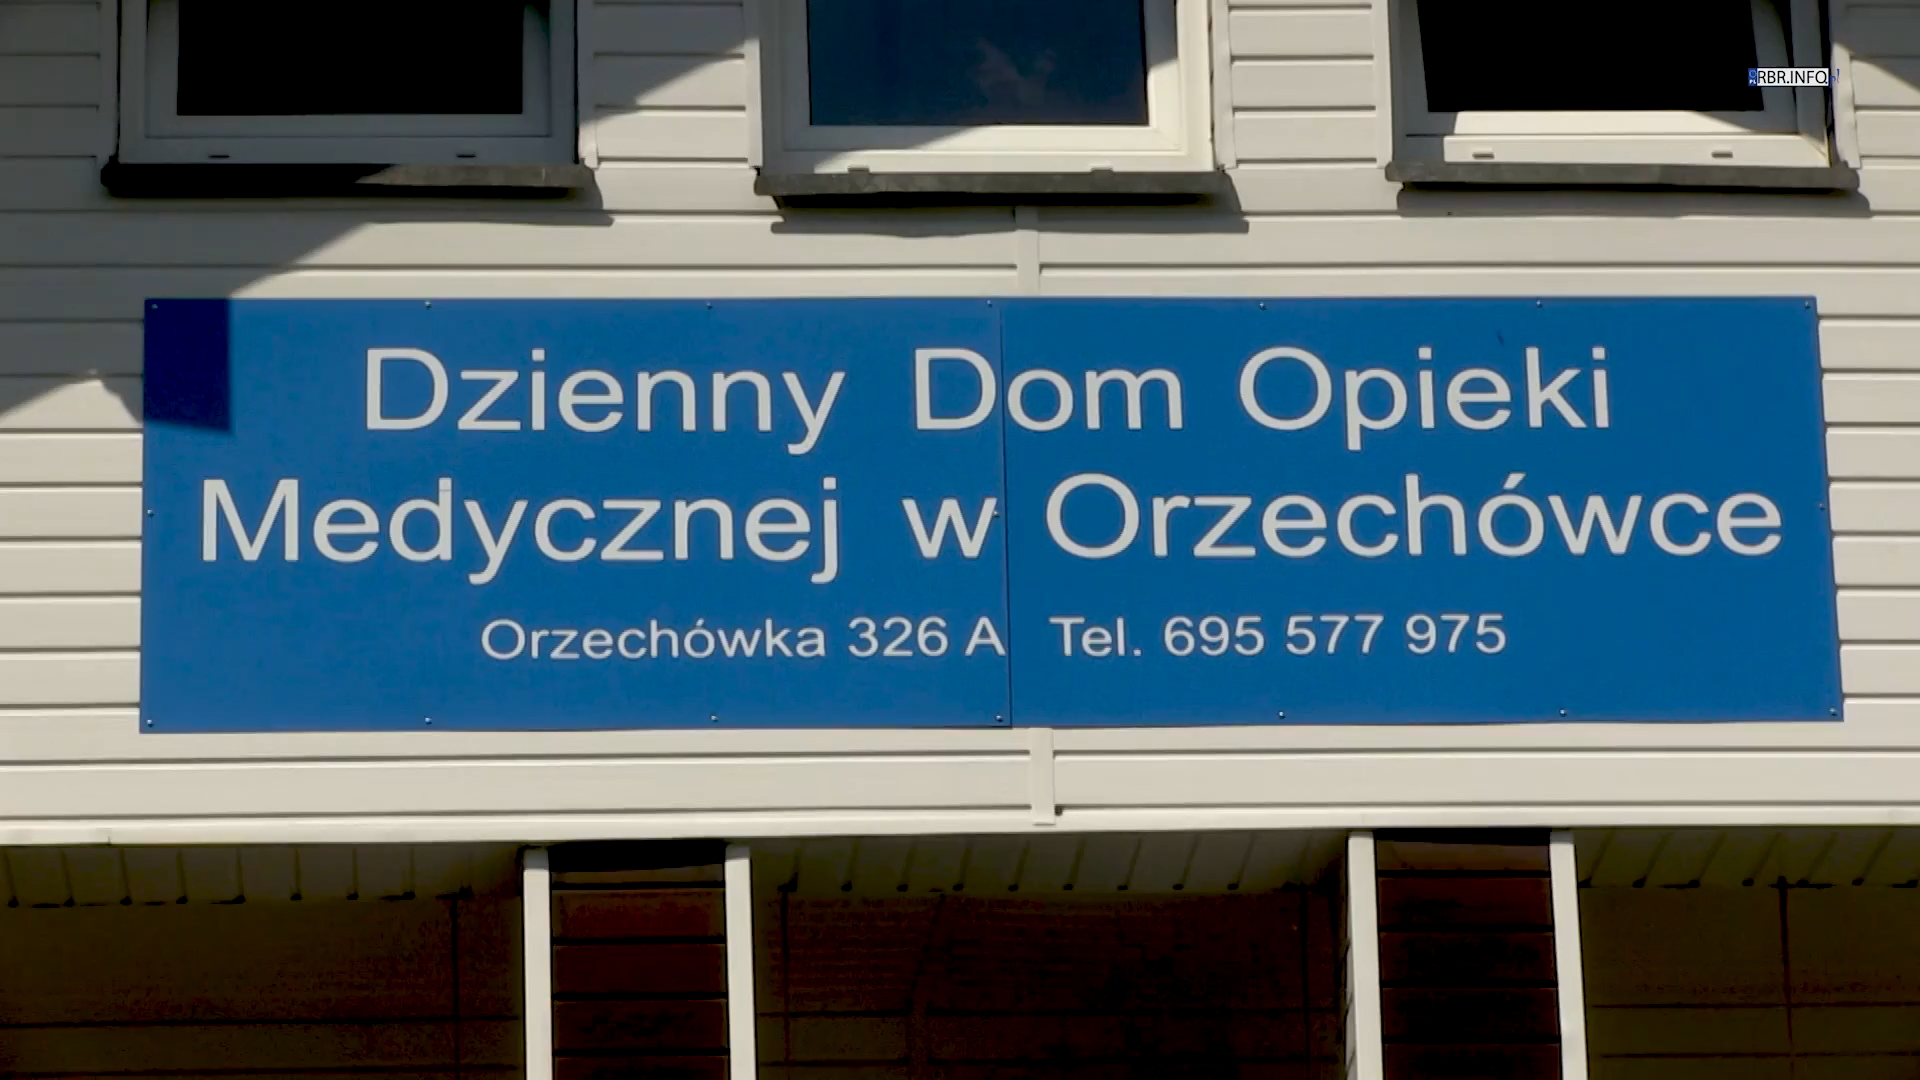 RBR.INFO
Dzienny Dom Opieki
Medycznej w Orzechówce
Orzechówka 326 A Tel. 695 577 975